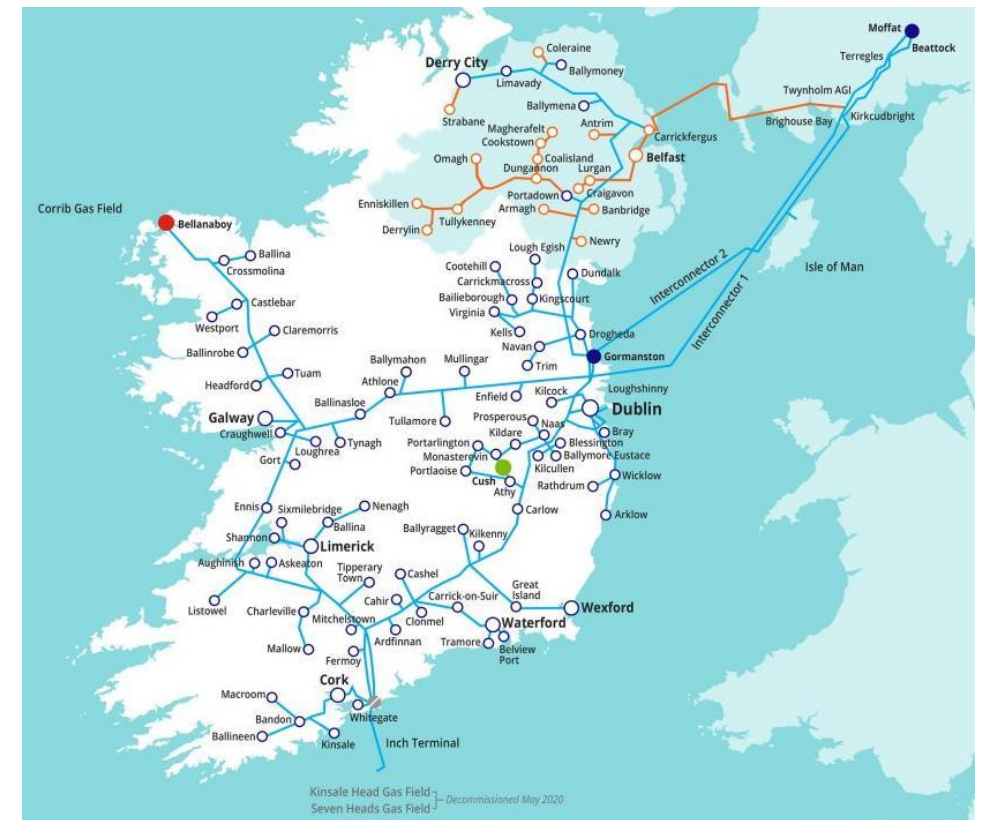 Moffat
Beattock
Terregles
Coleraine
Derry City
Ballymoney
Limavady
Twynholm AGI
Ballymena
Strabane
Antrim
Brighouse Bay
Kirkcudbright
Magherafelt
Cookstown
Carrickfergus
Omagh
Coalisland
Belfast
Dungannon
Lurgan
Portadown
Craigavon
Enniskillen
Armagh
Banbridge
Corrib Gas Field
Tullykenney
Bellanaboy
Derrylin
Newry
Lough Egish
Ballina
Crossmolina
Cootehill
Dundalk
Isle of Man
Interconnector 2
Carrickmacross
Bailieborough
Kingscourt
Castlebar
Virginia
Interconnector 1
Westport
Claremorris
Kells
Drogheda
Navan
Ballinrobe
Gormanston
Ballymahon
Mullingar
Trim
Tuam
Athlone
Headford
Enfield
Kilcock
Loughshinny
Ballinasloe
Dublin
Galway
Tullamore
Prosperous
Naas
Craughwell
Kildare
Bray
Loughrea
Tynagh
Portarlington
Blessington
Monasterevin
Ballymore Eustace
Gort
Portlaoise
Kilcullen
Cush
Wicklow
Athy
Rathdrum
Ennis
Sixmilebridge
Nenagh
Carlow
Arklow
Ballina
Ballyragget
Kilkenny
Shannon
Limerick
Aughinish
Askeaton
Tipperary
Town
Cashel
Great
Island
Listowel
Cahir
Carrick-on-Suir
Wexford
Charleville
Mitchelstown
Clonmel
Waterford
Ardfinnan
Tramore
Belview
Port
Mallow
Fermoy
Cork
Macroom
Whitegate
Bandon
Ballineen
Kinsale
Inch Terminal
Kinsale Head Gas Field
Seven Heads Gas Field
Decommissioned May 2020